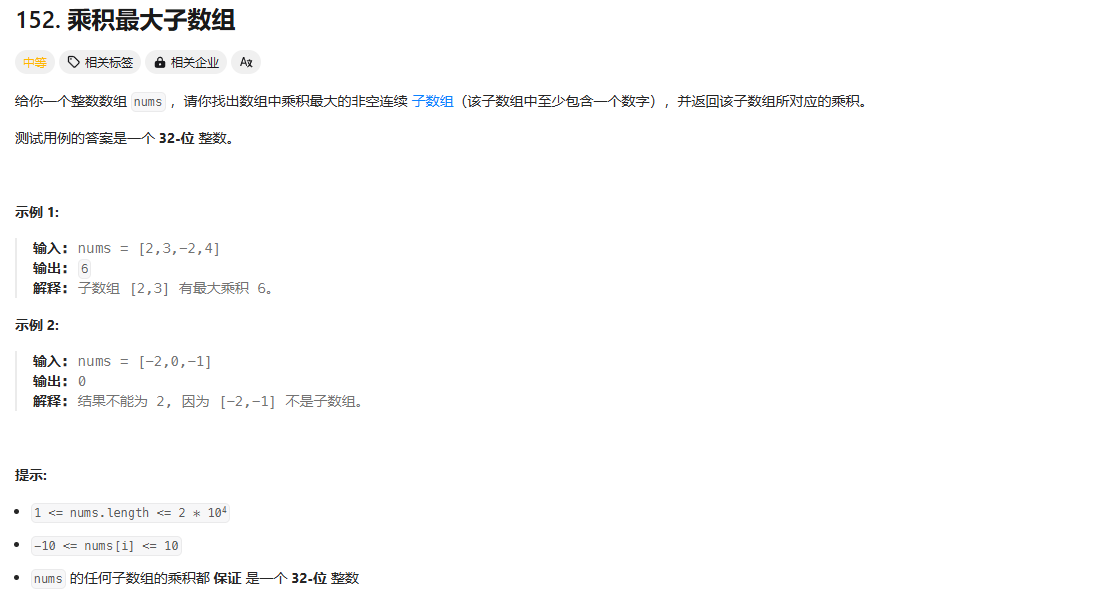 152. 乘积最大子数组
中等 相关标签 相关企业 Aあ
给你一个整数数组 nums ，请你找出数组中乘积最大的非空连续 子数组（该子数组中至少包含一个数字），并返回该子数组所对应的乘积。
测试用例的答案是一个 32-位 整数。
示例 1:
输入: nums = [2,3,-2,4]
输出: 6
解释: 子数组 [2,3] 有最大乘积 6。
示例 2:
输入: nums = [-2,0,-1]
输出: 0
解释: 结果不能为 2, 因为 [-2,-1] 不是子数组。
提示:
• 1 <= nums.length <= 2 * 10⁴
• -10 <= nums[i] <= 10
• nums 的任何子数组的乘积都 保证 是一个 32-位 整数